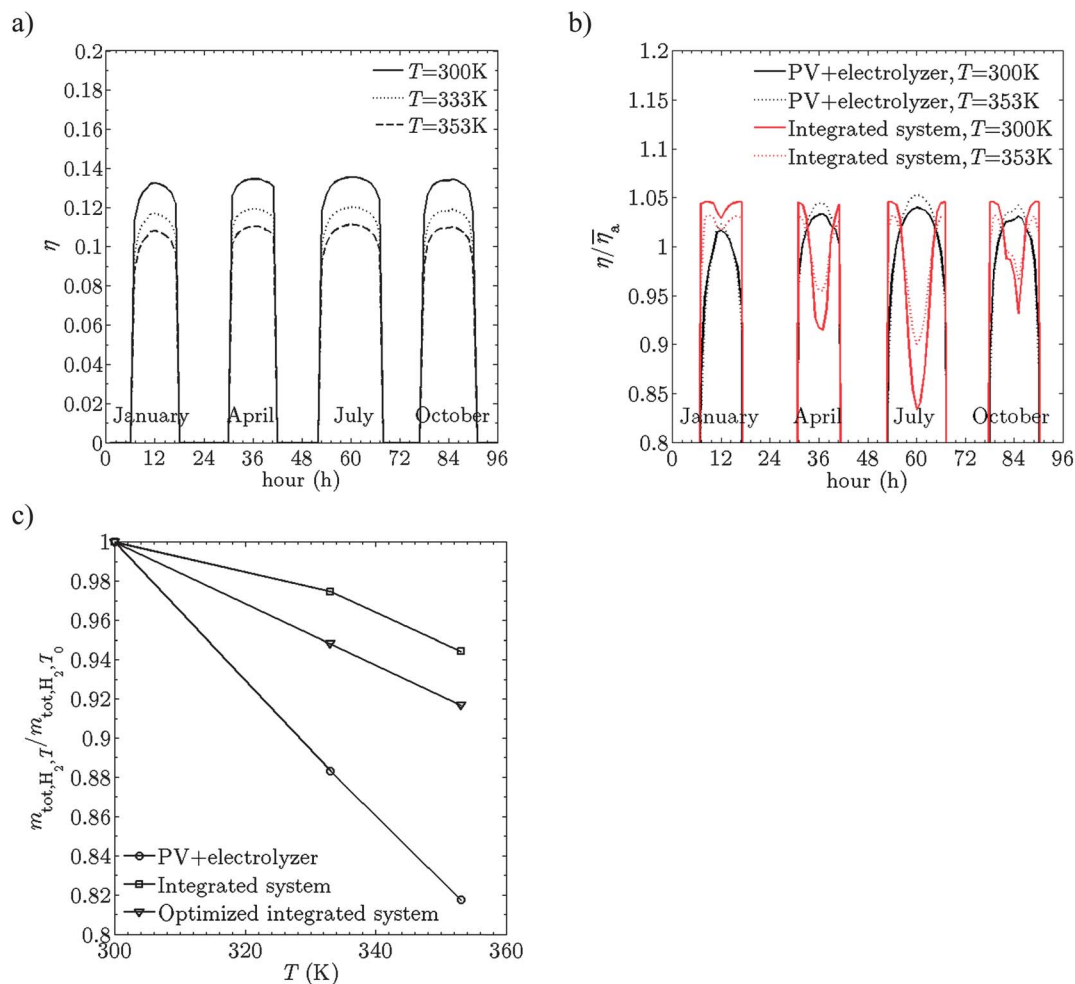 a)
0.2
0.18
0.16
0.14
0.12
0.1
0.08
0.06
0.04
0.02
0
η
T=300K
T=333K
T=353K
January April July October
0 12 24 36 48 60 72 84 96
hour (h)
b)
1.2
1.15
1.1
1.05
1
0.95
0.9
0.85
0.8
η/η̅ₐ
PV+electrolyzer, T=300K
PV+electrolyzer, T=353K
Integrated system, T=300K
Integrated system, T=353K
January April July October
0 12 24 36 48 60 72 84 96
hour (h)
c)
1
0.98
0.96
0.94
0.92
0.9
0.88
0.86
0.84
0.82
0.8
m_tot,H₂,T/m_tot,H₂,T₀
PV+electrolyzer
Integrated system
Optimized integrated system
300 320 340 360
T (K)